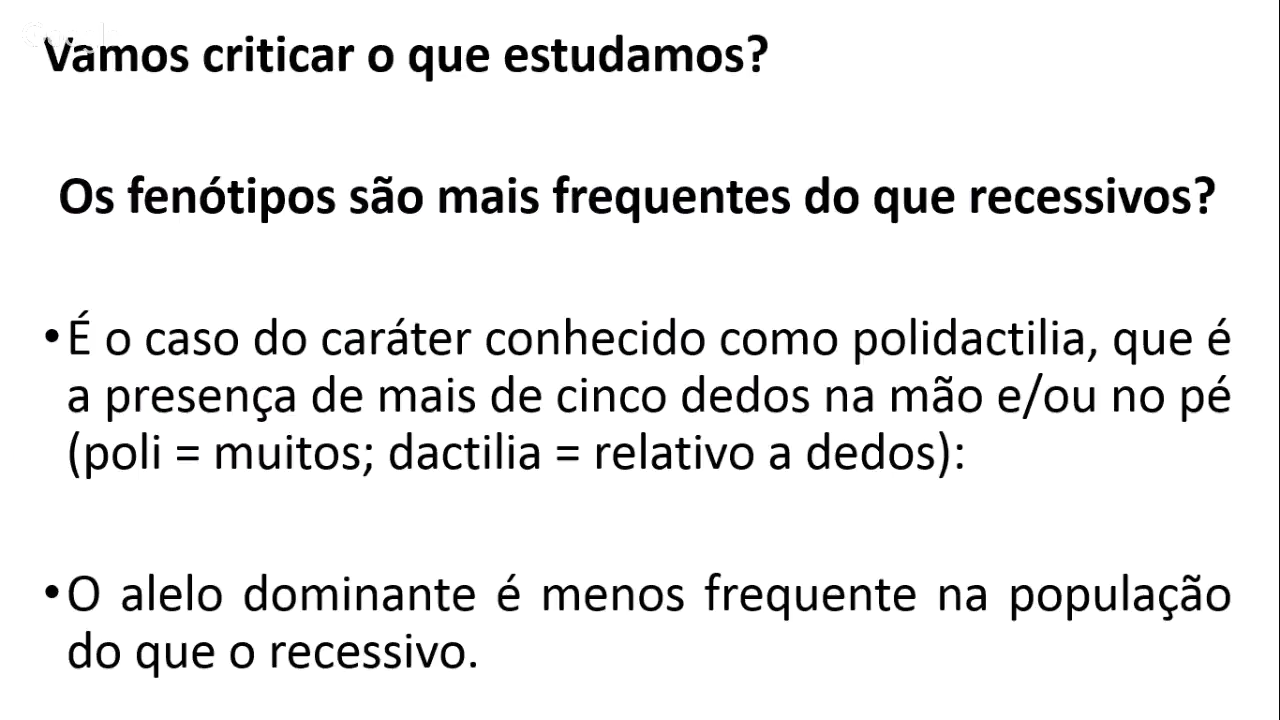 Vamos criticar o que estudamos?
Os fenótipos são mais frequentes do que recessivos?
• É o caso do caráter conhecido como polidactilia, que é
a presença de mais de cinco dedos na mão e/ou no pé
(poli = muitos; dactilia = relativo a dedos):
• O alelo dominante é menos frequente na população
do que o recessivo.